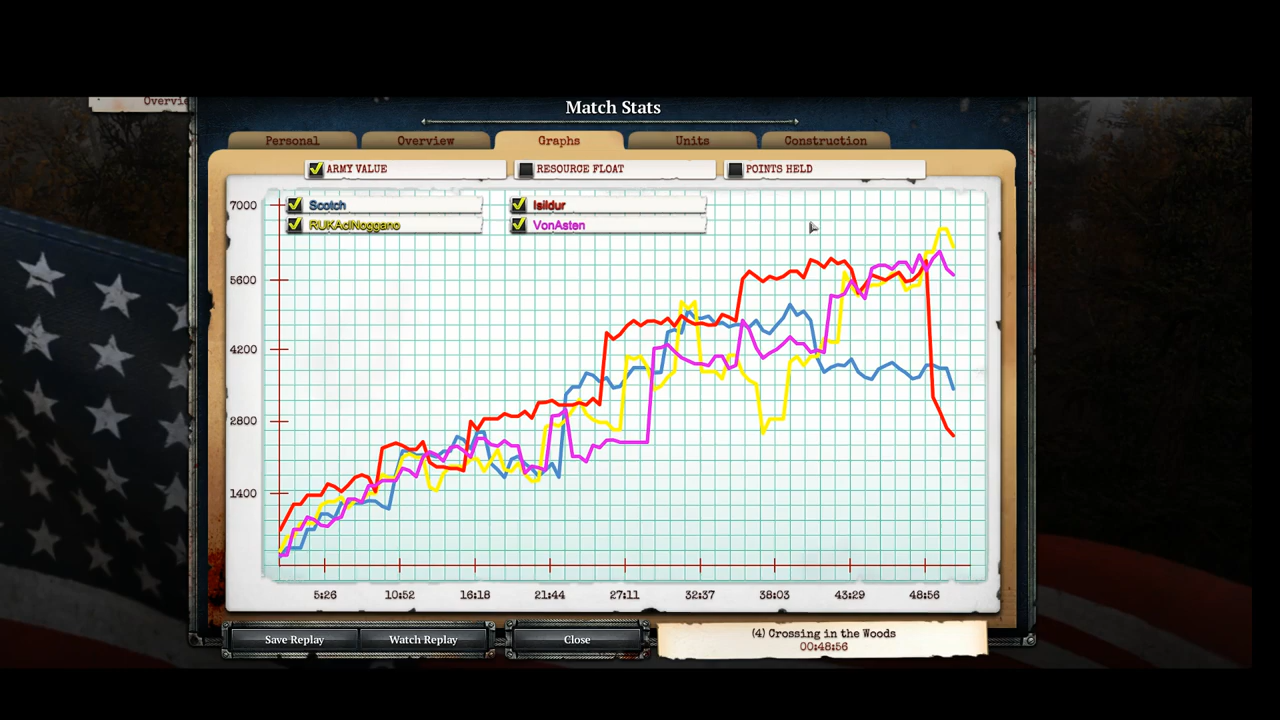 Match Stats
Personal Overview Graphs Units Construction
ARMY VALUE RESOURCE FLOAT POINTS HELD
7000
Scotch Isildur
RUKAdNoggano VonAsten
5600
4200
2800
1400
5:26 10:52 16:18 21:44 27:11 32:37 38:03 43:29 48:56
Save Replay Watch Replay Close
(4) Crossing in the Woods
00:48:56